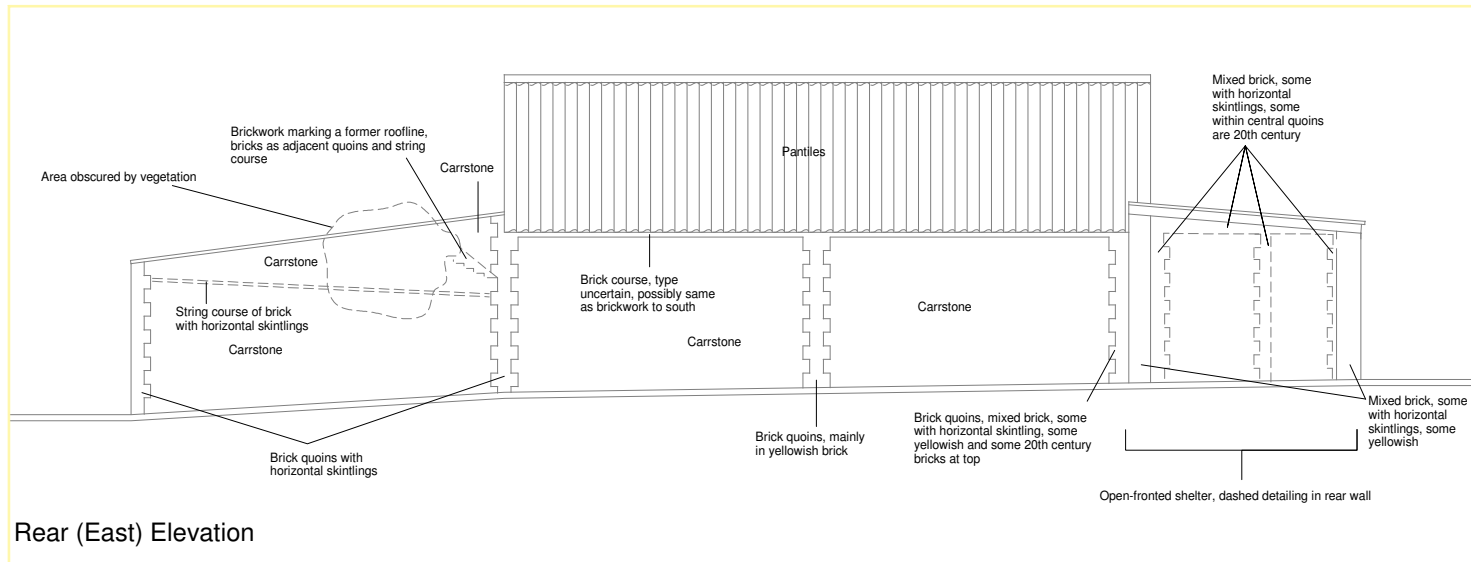 Mixed brick, some
with horizontal
skintlings, some
within central quoins
are 20th century
Brickwork marking a former roofline,
bricks as adjacent quoins and string
course
Pantiles
Carrstone
Area obscured by vegetation
Carrstone
String course of brick
with horizontal skintlings
Carrstone
Brick course, type
uncertain, possibly same
as brickwork to south
Carrstone
Carrstone
Brick quoins with
horizontal skintlings
Brick quoins, mainly
in yellowish brick
Brick quoins, mixed brick, some
with horizontal skintling, some
yellowish and some 20th century
bricks at top
Mixed brick, some
with horizontal
skintlings, some
yellowish
Open-fronted shelter, dashed detailing in rear wall
Rear (East) Elevation